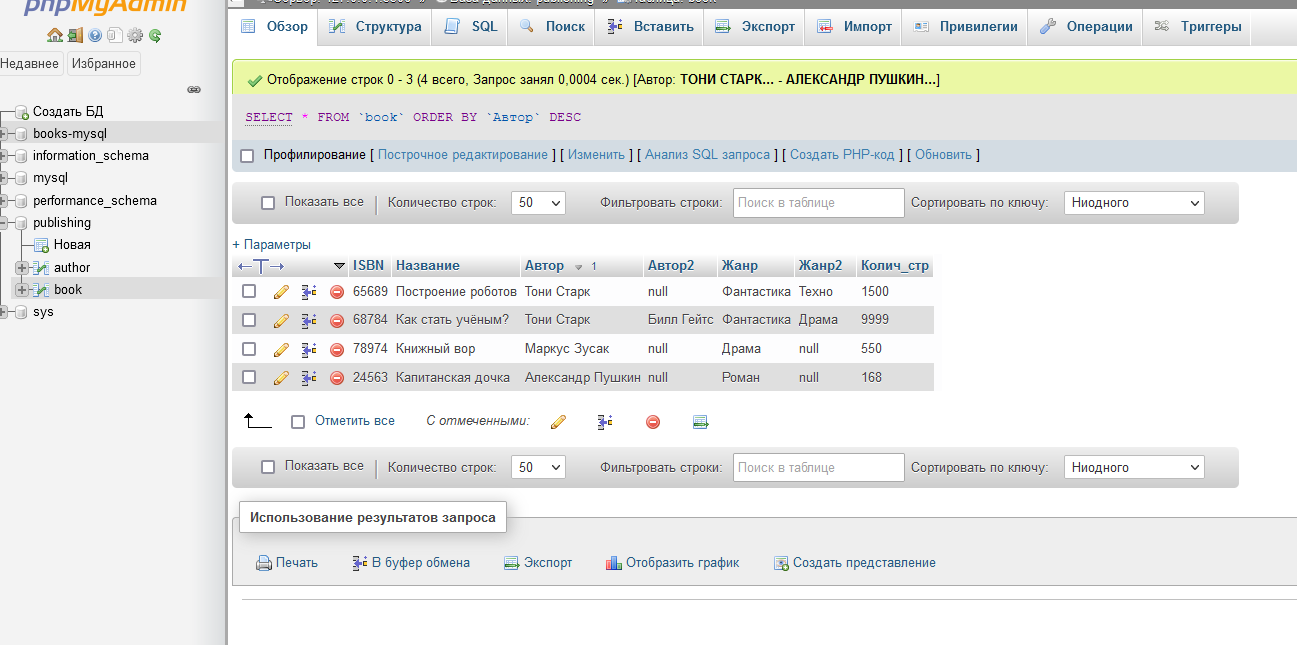 phpMyAdmin
Недавнее Избранное
Создать БД
books-mysql
information_schema
mysql
performance_schema
publishing
Новая
author
book
sys
Обзор Структура SQL Поиск Вставить Экспорт Импорт Привилегии Операции Триггеры
Отображение строк 0 - 3 (4 всего, Запрос занял 0,0004 сек.) [Автор: ТОНИ СТАРК... - АЛЕКСАНДР ПУШКИН...]
SELECT * FROM `book` ORDER BY `Автор` DESC
Профилирование [ Построчное редактирование ] [ Изменить ] [ Анализ SQL запроса ] [ Создать PHP-код ] [ Обновить ]
Показать все Количество строк: 50 Фильтровать строки: Поиск в таблице Сортировать по ключу: Ниодного
+ Параметры
ISBN Название Автор 1 Автор2 Жанр Жанр2 Колич_стр
65689 Построение роботов Тони Старк null Фантастика Техно 1500
68784 Как стать учёным? Тони Старк Билл Гейтс Фантастика Драма 9999
78974 Книжный вор Маркус Зусак null Драма null 550
24563 Капитанская дочка Александр Пушкин null Роман null 168
Отметить все С отмеченными:
Показать все Количество строк: 50 Фильтровать строки: Поиск в таблице Сортировать по ключу: Ниодного
Использование результатов запроса
Печать В буфер обмена Экспорт Отобразить график Создать представление